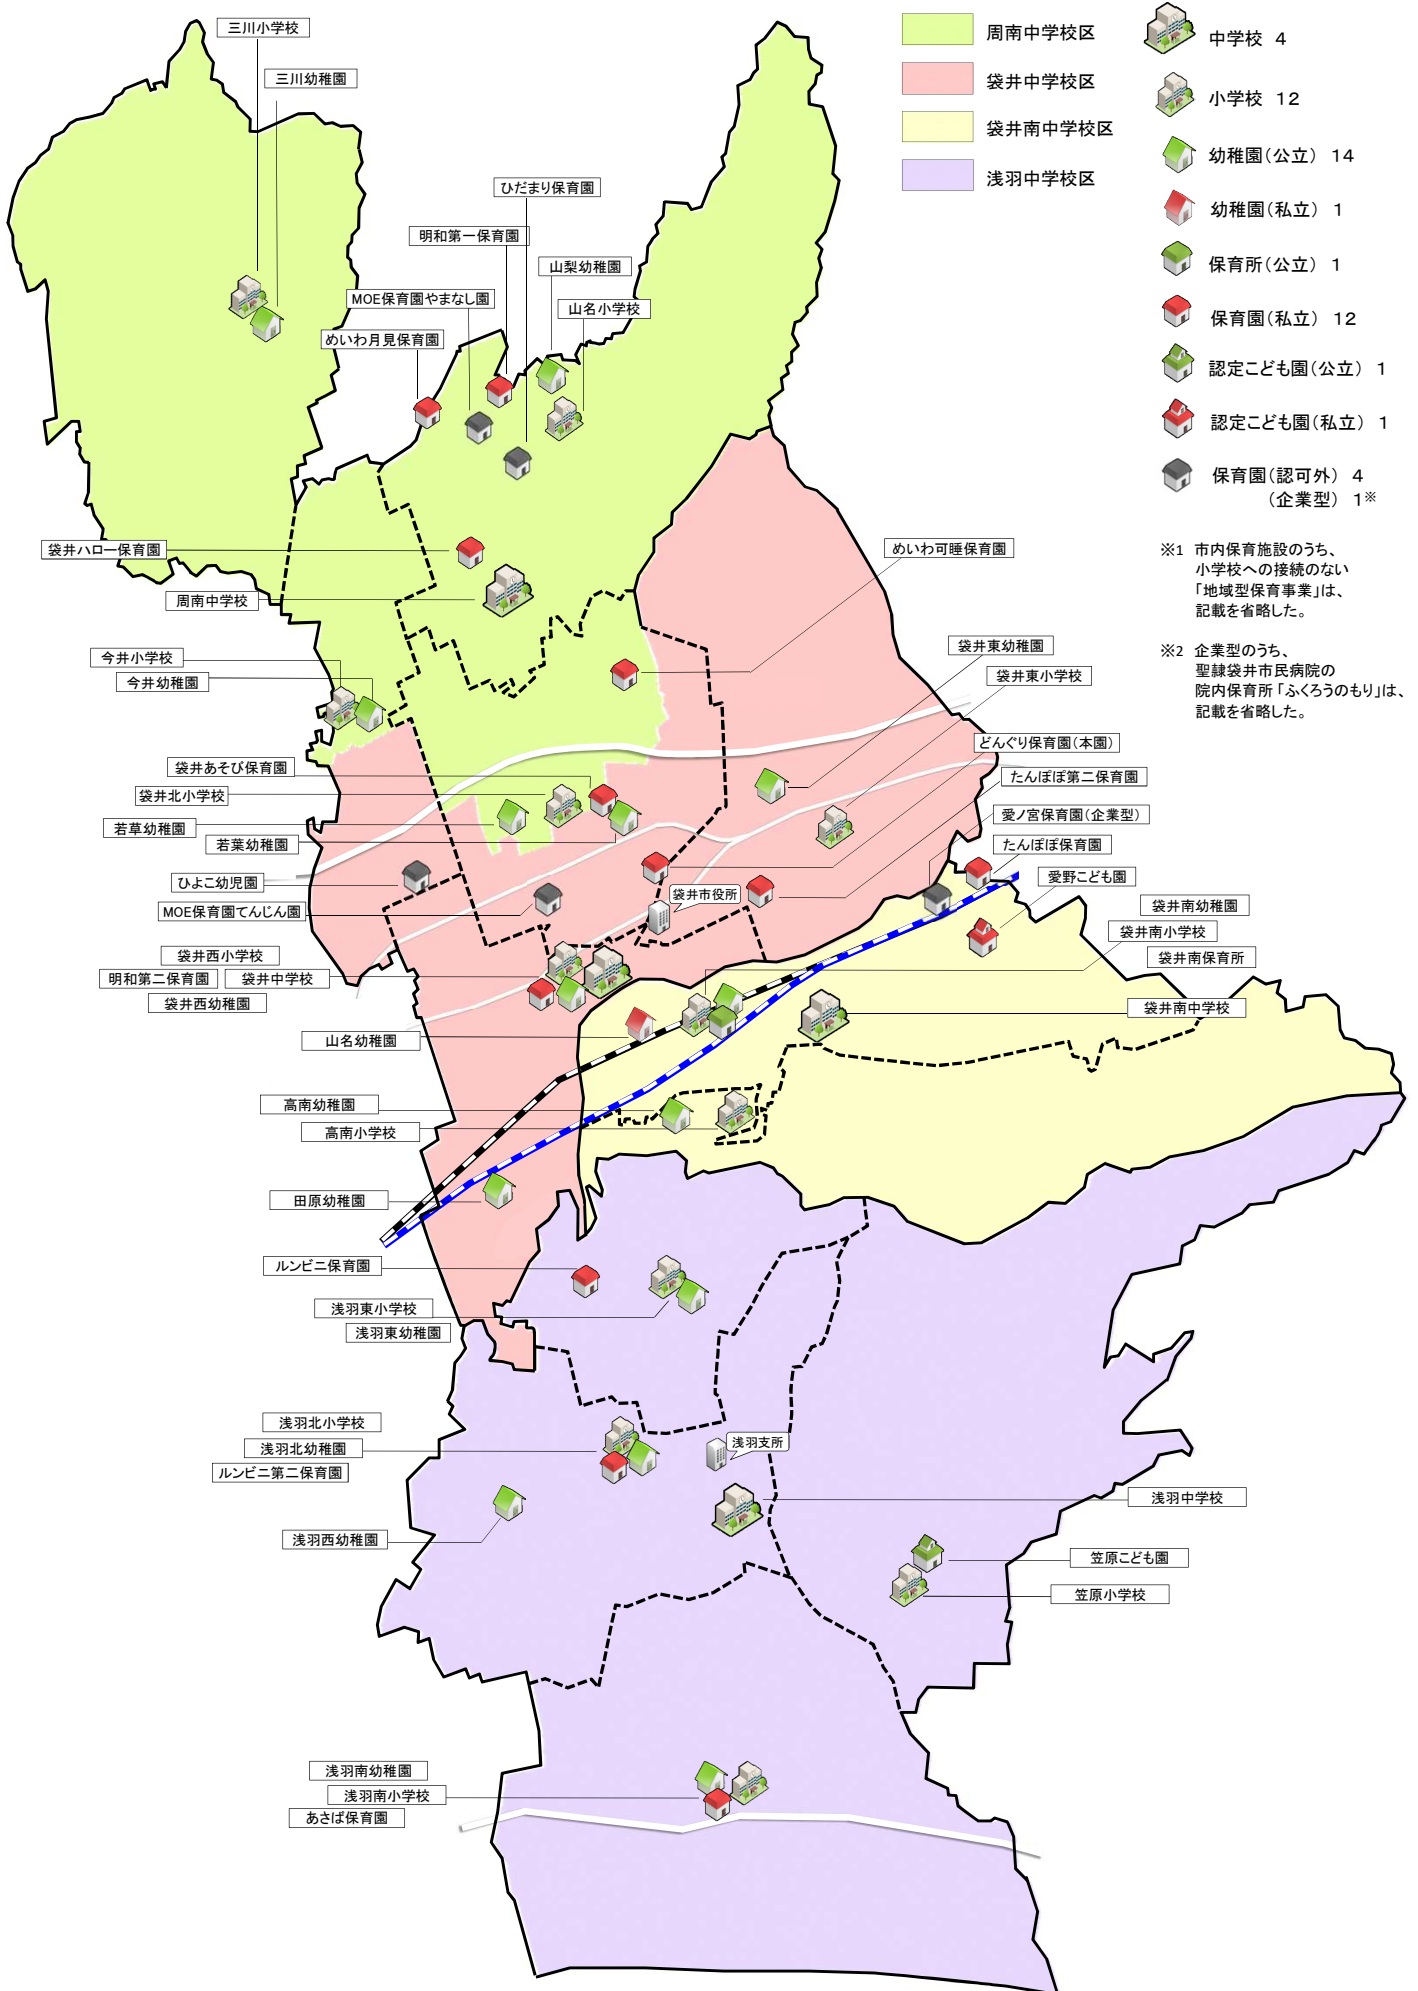 三川小学校
三川幼稚園
ひだまり保育園
明和第一保育園
山梨幼稚園
MOE保育園やまなし園
山名小学校
めいわ月見保育園
周南中学校区
袋井中学校区
袋井南中学校区
浅羽中学校区
中学校 4
小学校 12
幼稚園(公立) 14
幼稚園(私立) 1
保育所(公立) 1
保育園(私立) 12
認定こども園(公立) 1
認定こども園(私立) 1
保育園(認可外) 4
(企業型) 1※
※1 市内保育施設のうち、
小学校への接続のない
「地域型保育事業」は、
記載を省略した。
※2 企業型のうち、
聖隷袋井市民病院の
院内保育所「ふくろうのもり」は、
記載を省略した。
袋井ハロー保育園
周南中学校
めいわ可睡保育園
今井小学校
今井幼稚園
袋井東幼稚園
袋井東小学校
どんぐり保育園(本園)
袋井あそび保育園
たんぽぽ第二保育園
袋井北小学校
愛ノ宮保育園(企業型)
若草幼稚園
若葉幼稚園
たんぽぽ保育園
ひよこ幼児園
愛野こども園
MOE保育園てんじん園
袋井市役所
袋井南幼稚園
袋井南小学校
袋井南保育所
袋井西小学校
明和第二保育園
袋井中学校
袋井西幼稚園
袋井南中学校
山名幼稚園
高南幼稚園
高南小学校
田原幼稚園
ルンビニ保育園
浅羽東小学校
浅羽東幼稚園
浅羽北小学校
浅羽北幼稚園
ルンビニ第二保育園
浅羽支所
浅羽中学校
浅羽西幼稚園
笠原こども園
笠原小学校
浅羽南幼稚園
浅羽南小学校
あさば保育園